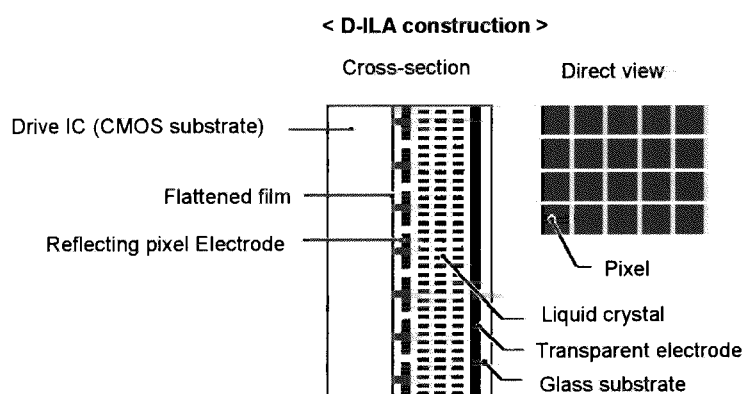 < D-ILA construction >
Cross-section
Direct view
Drive IC (CMOS substrate)
Flattened film
Reflecting pixel Electrode
Pixel
Liquid crystal
Transparent electrode
Glass substrate